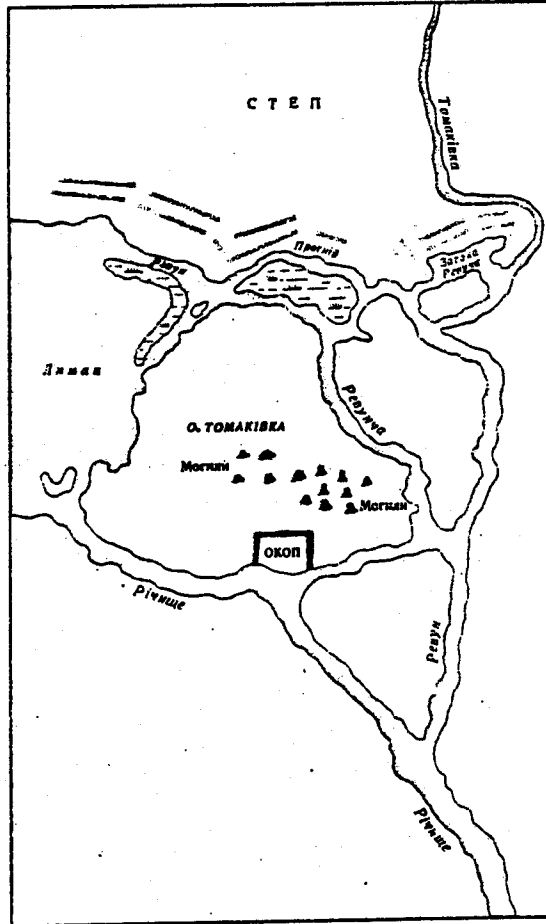 СТЕП
Томаківка
Прогній
Ревун
Лиман
Ревунча
О. ТОМАКІВКА
Могили
Могили
ОКОП
Річище
Ревун
Річище